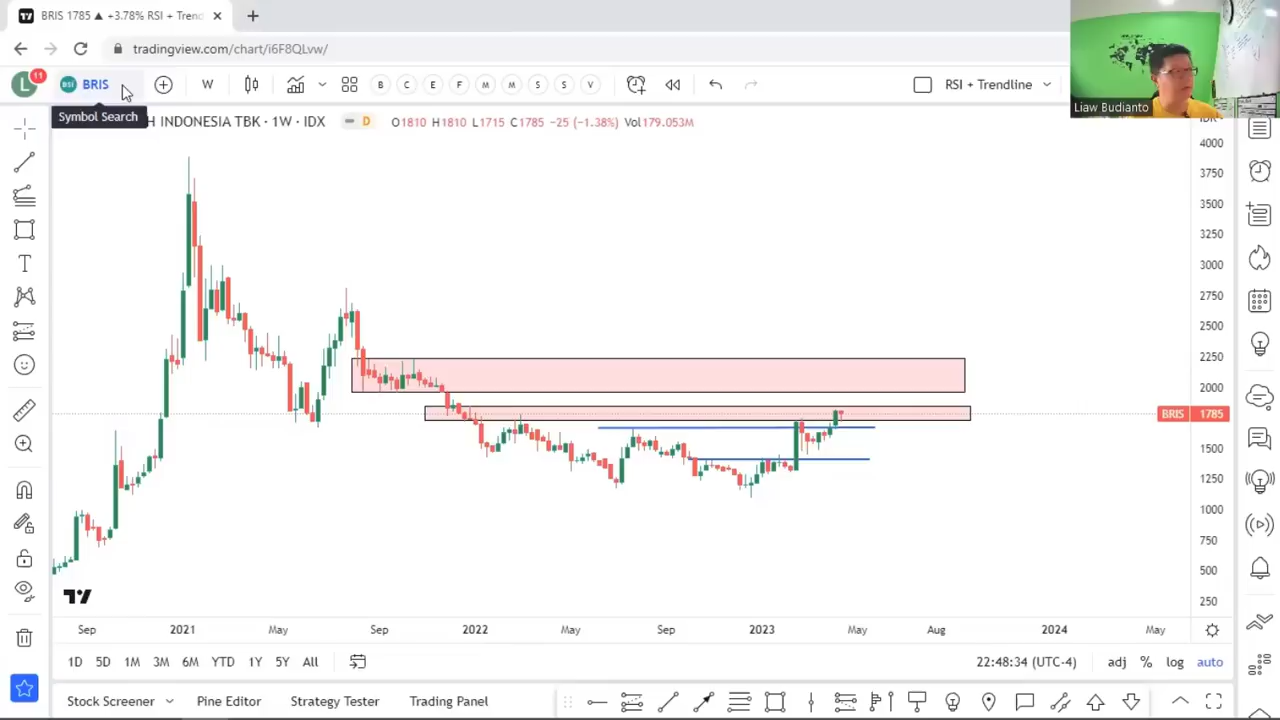 BRIS 1785 ▲ +3.78% RSI + Trend
tradingview.com/chart/i6F8QLvw/
L 11 BSI BRIS W B C E F M M S S V RSI + Trendline
Symbol Search
H INDONESIA TBK · 1W · IDX D O1810 H1810 L1715 C1785 (−1.38%) Vol179.053M
Liaw Budianto
4000
3750
3500
3250
3000
2750
2500
2250
2000
BRIS 1785
1500
1250
1000
750
500
250
Sep 2021 May Sep 2022 May Sep 2023 May Aug 2024 May
1D 5D 1M 3M 6M YTD 1Y 5Y All 22:48:34 (UTC-4) adj % log auto
Stock Screener Pine Editor Strategy Tester Trading Panel